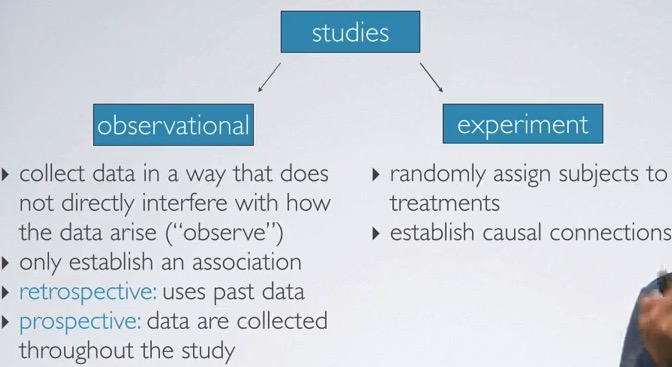 studies
observational
experiment
‣ collect data in a way that does
not directly interfere with how
the data arise (“observe”)
‣ only establish an association
‣ retrospective: uses past data
‣ prospective: data are collected
throughout the study
‣ randomly assign subjects to
treatments
‣ establish causal connections